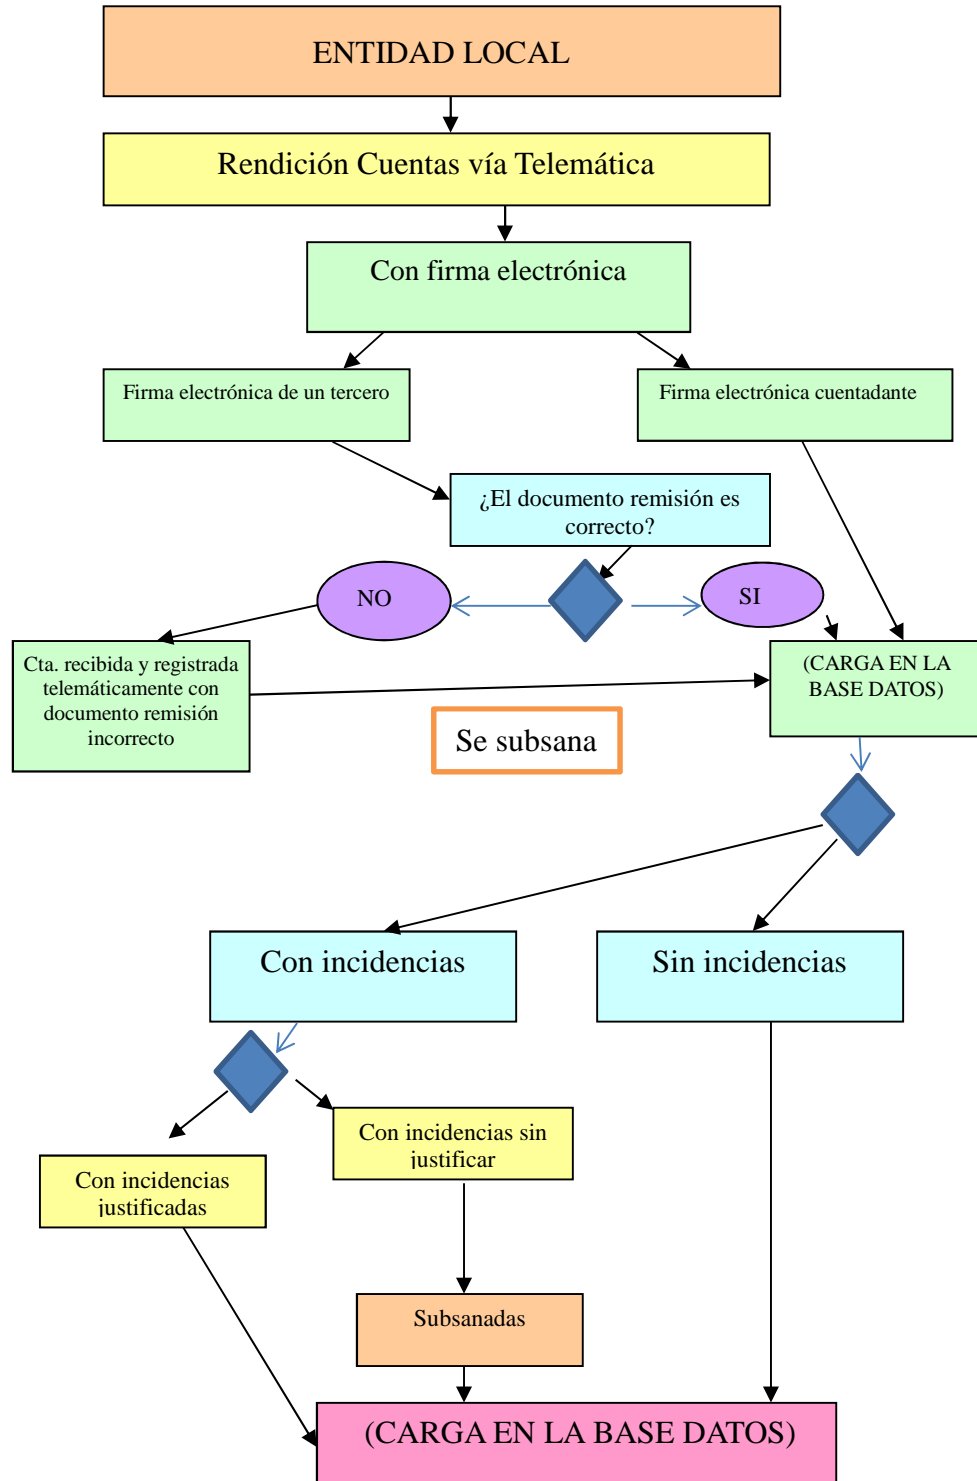 ENTIDAD LOCAL
Rendición Cuentas vía Telemática
Con firma electrónica
Firma electrónica de un tercero
Firma electrónica cuentadante
¿El documento remisión es
correcto?
NO
SI
Cta. recibida y registrada
telemáticamente con
documento remisión
incorrecto
(CARGA EN LA
BASE DATOS)
Se subsana
Con incidencias
Sin incidencias
Con incidencias sin
justificar
Con incidencias
justificadas
Subsanadas
(CARGA EN LA BASE DATOS)